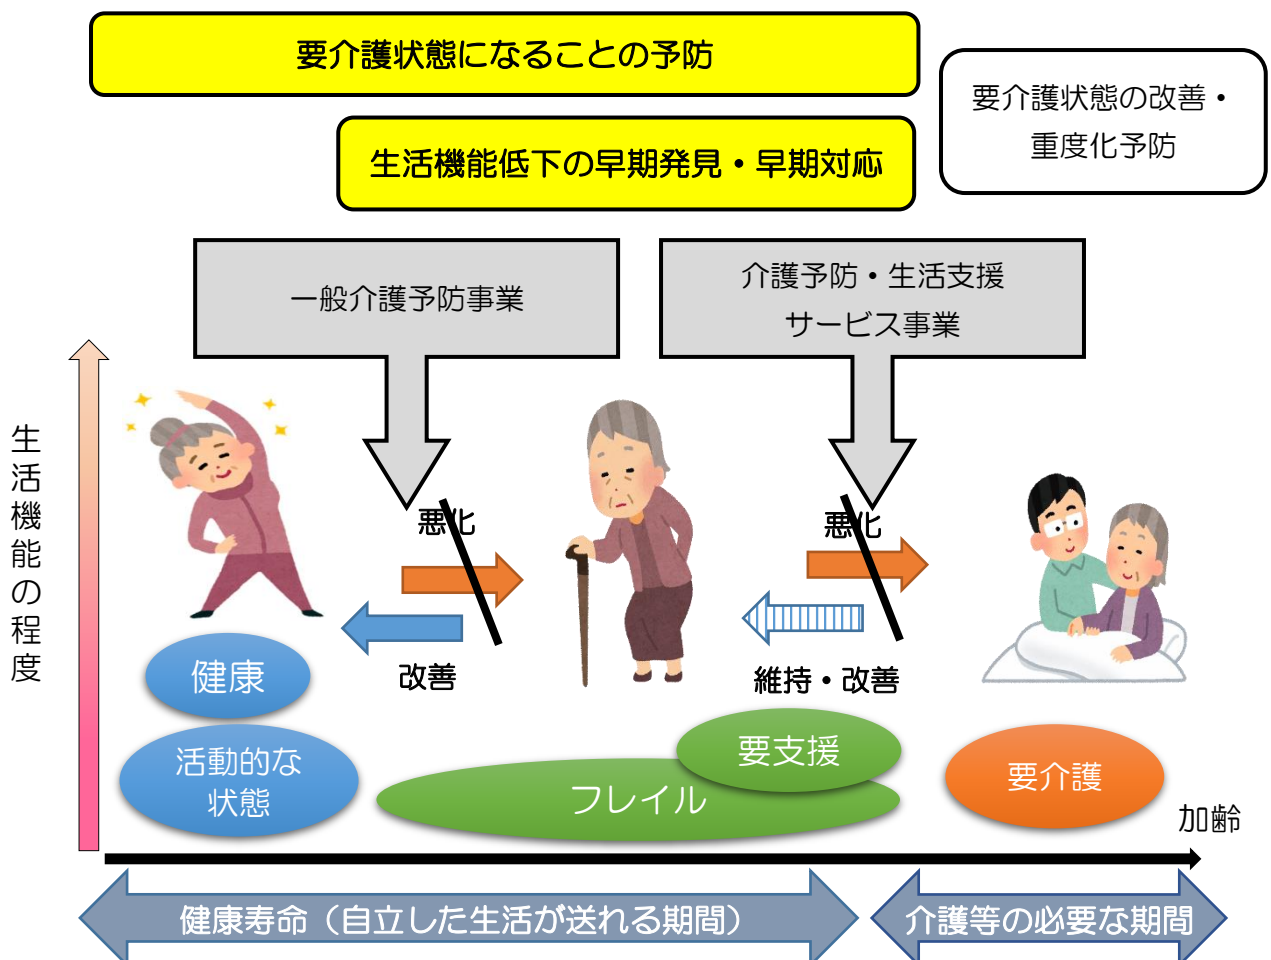 要介護状態になることの予防
要介護状態の改善・
重度化予防
生活機能低下の早期発見・早期対応
一般介護予防事業
介護予防・生活支援
サービス事業
生活機能の程度
悪化
改善
悪化
維持・改善
健康
活動的な
状態
フレイル
要支援
要介護
加齢
健康寿命（自立した生活が送れる期間）
介護等の必要な期間